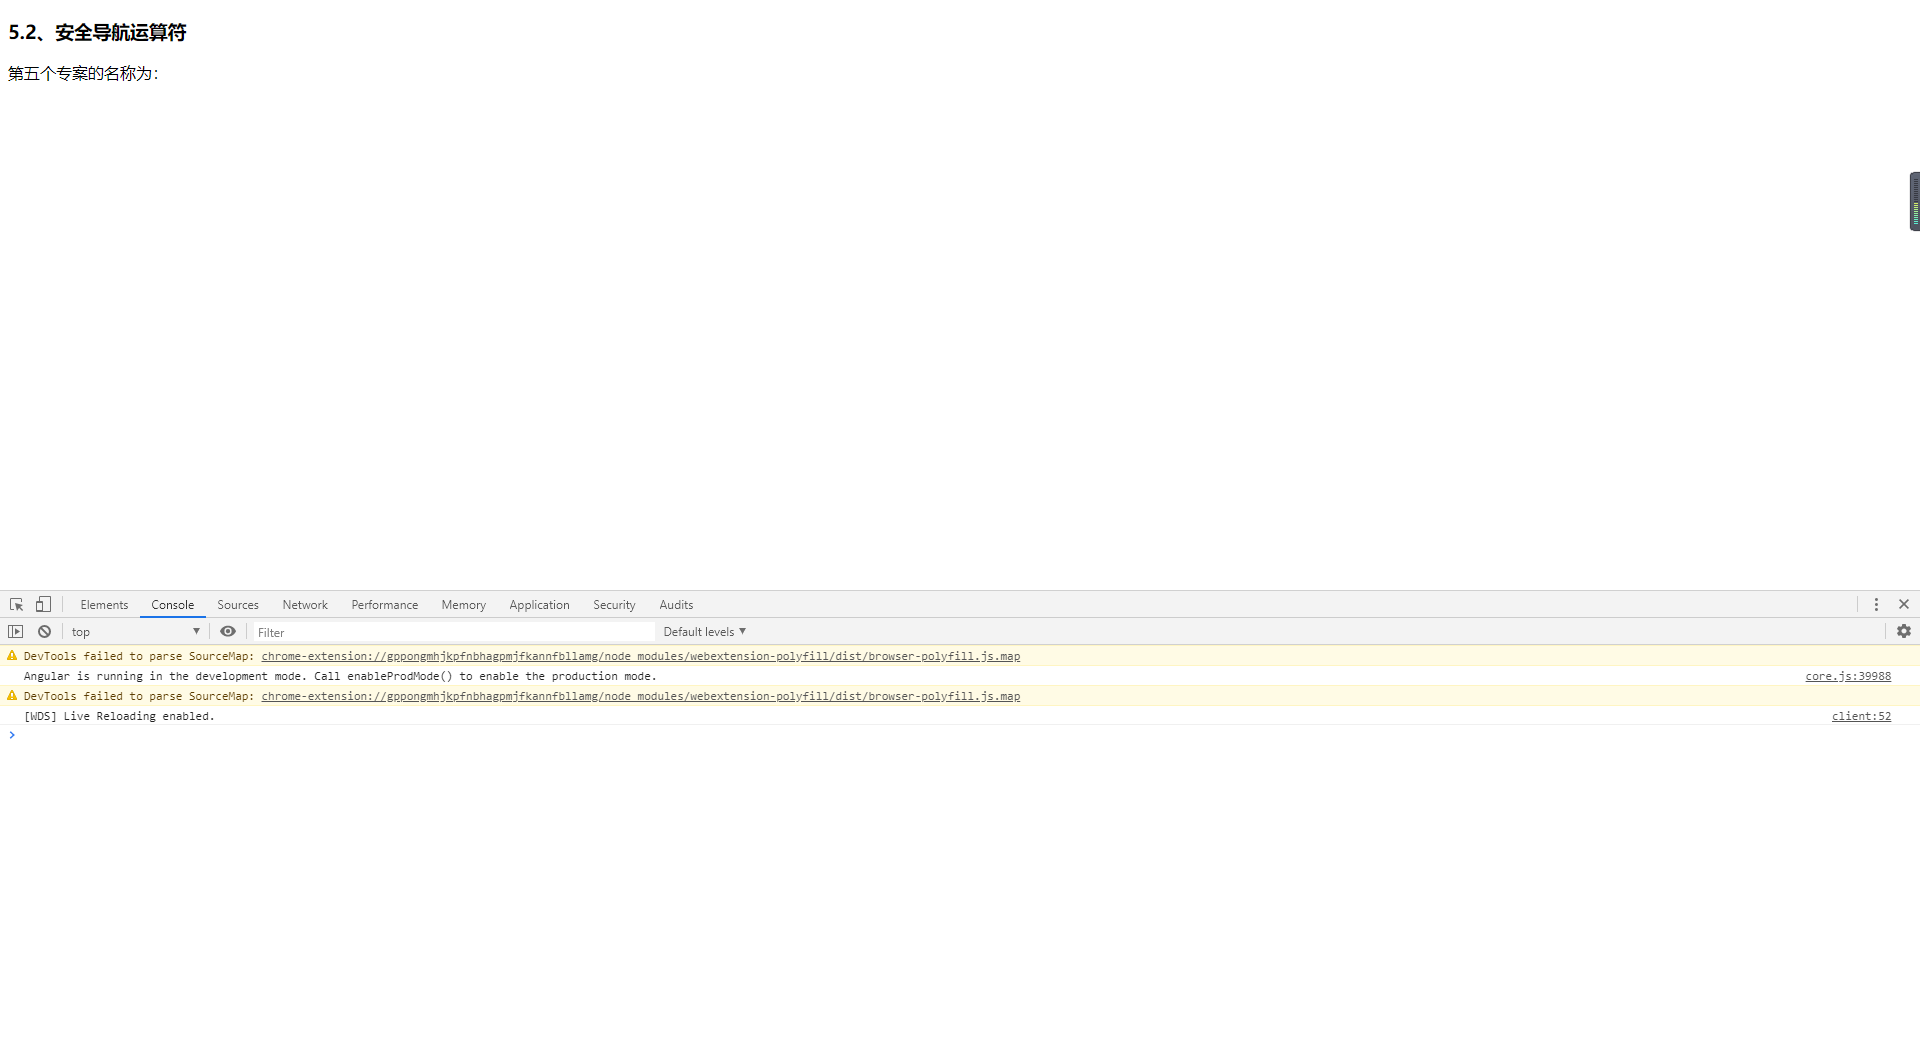 5.2、安全导航运算符
第五个专案的名称为：
Elements Console Sources Network Performance Memory Application Security Audits
top Filter Default levels
DevTools failed to parse SourceMap: chrome-extension://gppongmhjkpfnbhagpmjfkannfbllamg/node_modules/webextension-polyfill/dist/browser-polyfill.js.map
Angular is running in the development mode. Call enableProdMode() to enable the production mode. core.js:39988
DevTools failed to parse SourceMap: chrome-extension://gppongmhjkpfnbhagpmjfkannfbllamg/node_modules/webextension-polyfill/dist/browser-polyfill.js.map
[WDS] Live Reloading enabled. client:52